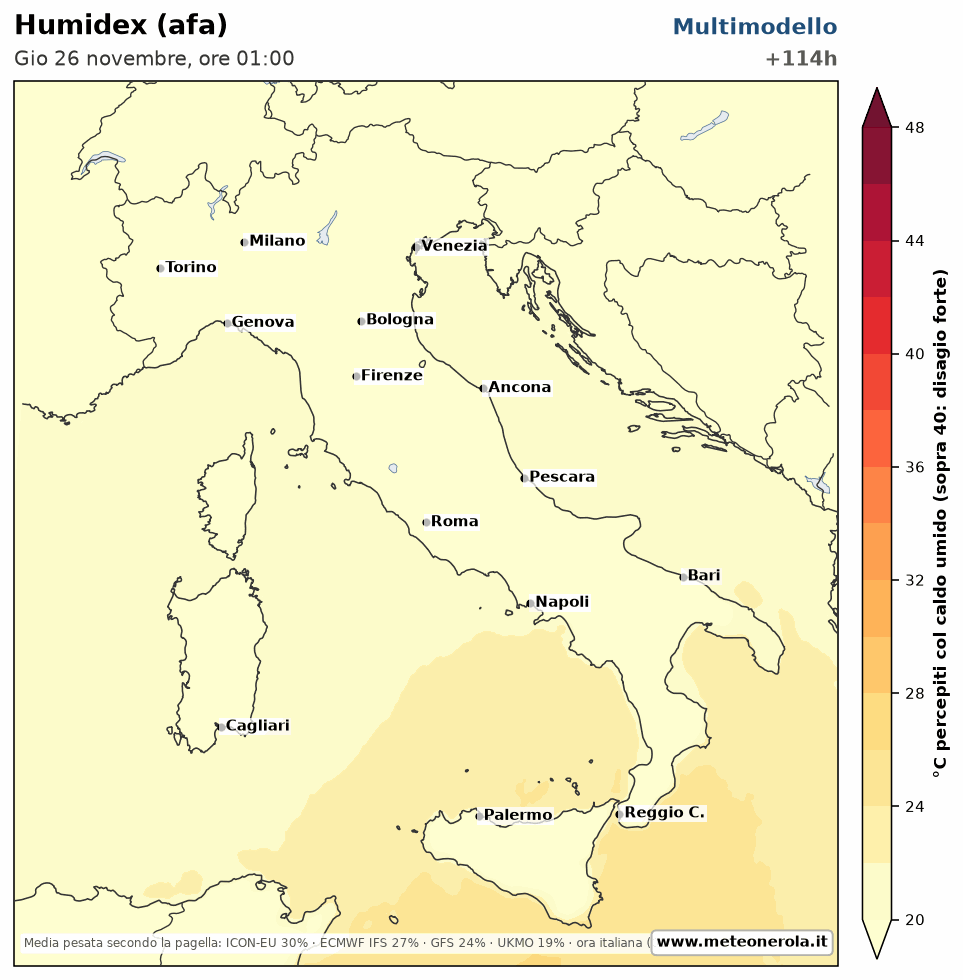 Humidex (afa)
Multimodello
Gio 26 novembre, ore 01:00
+114h
Milano
Venezia
Torino
Genova
Bologna
Firenze
Ancona
Pescara
Roma
Bari
Napoli
Cagliari
Palermo
Reggio C.
48
44
40
36
32
28
24
20
°C percepiti col caldo umido (sopra 40: disagio forte)
Media pesata secondo la pagella: ICON-EU 30% · ECMWF IFS 27% · GFS 24% · UKMO 19% · ora italiana (
www.meteonerola.it